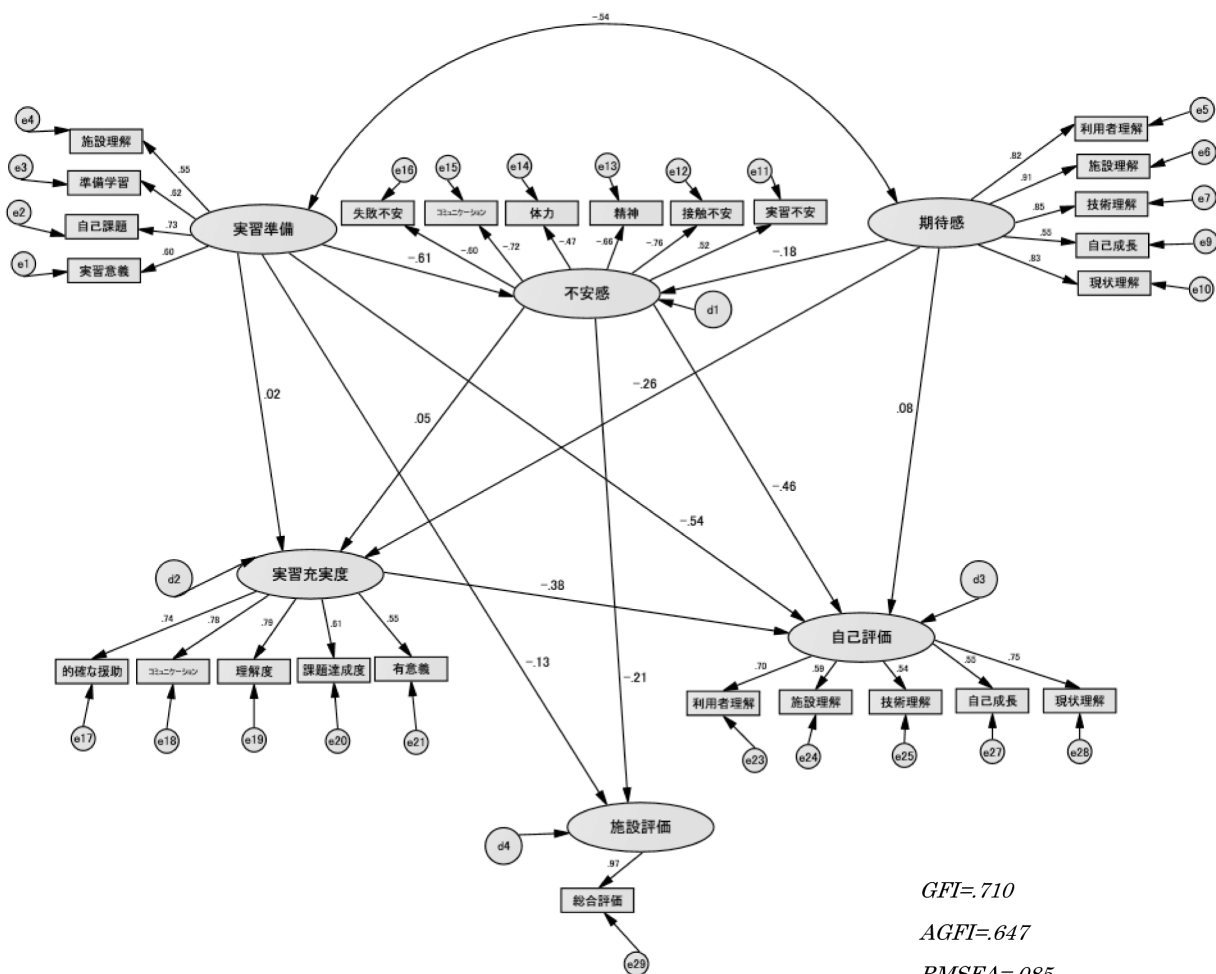 -.54
e4
施設理解
e3
準備学習
e2
自己課題
e1
実習意義
.55
.62
.73
.60
実習準備
e16
e15
e14
e13
e12
e11
失敗不安
コミュニケーション
体力
精神
接触不安
実習不安
-.60
-.72
-.47
-.66
-.76
.52
不安感
d1
期待感
.82
.91
.85
.55
.83
利用者理解
e5
施設理解
e6
技術理解
e7
自己成長
e9
現状理解
e10
-.61
-.18
.02
.05
-.26
.08
-.46
-.54
-.38
-.13
-.21
d2
実習充実度
.74
.78
.79
.61
.55
的確な援助
コミュニケーション
理解度
課題達成度
有意義
e17
e18
e19
e20
e21
d3
自己評価
.70
.59
.54
.55
.75
利用者理解
施設理解
技術理解
自己成長
現状理解
e23
e24
e25
e27
e28
d4
施設評価
.97
総合評価
e29
GFI=.710
AGFI=.647
RMSEA=.085